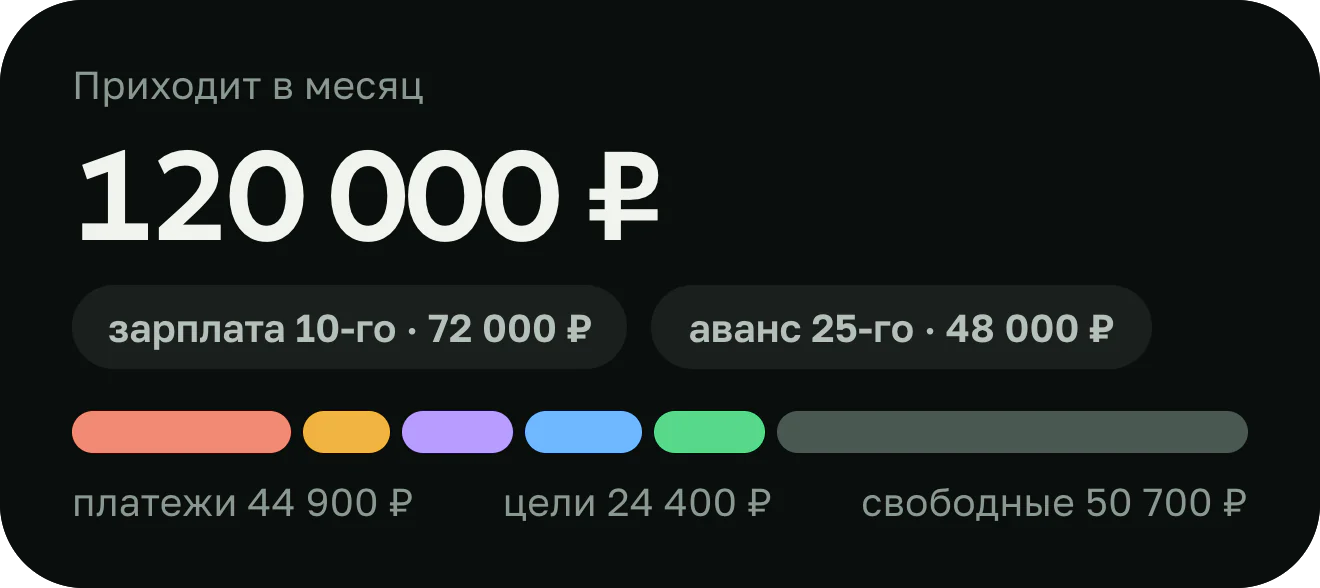 Приходит в месяц
120 000 ₽
зарплата 10-го · 72 000 ₽ аванс 25-го · 48 000 ₽
платежи 44 900 ₽ цели 24 400 ₽ свободные 50 700 ₽